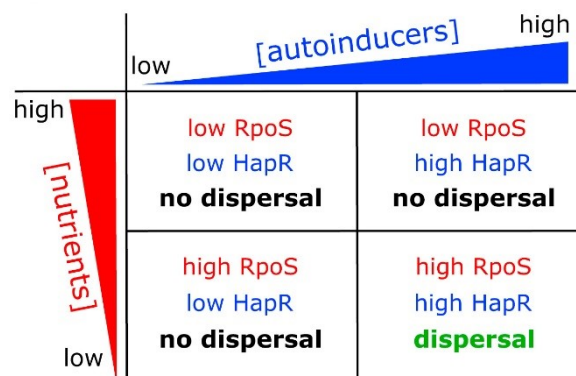 [autoinducers]
low
high
high
[nutrients]
low
low RpoS
low HapR
no dispersal
low RpoS
high HapR
no dispersal
high RpoS
low HapR
no dispersal
high RpoS
high HapR
dispersal